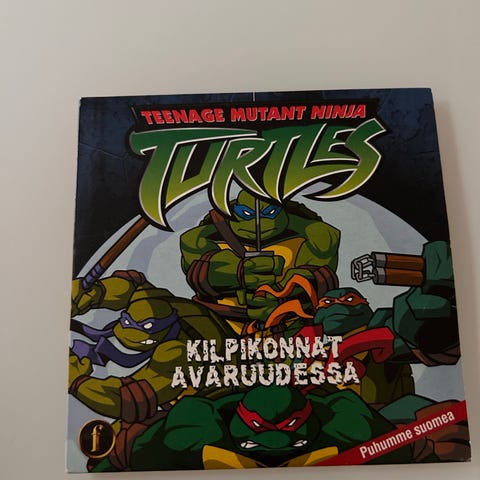 TEENAGE MUTANT NINJA
TURTLES
KILPIKONNAT
AVARUUDESSA
Puhumme suomea
f